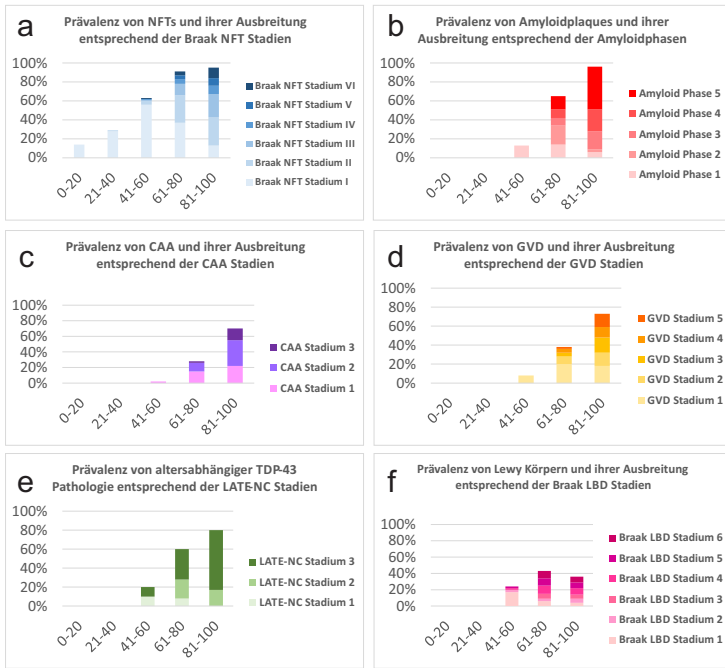 a
Prävalenz von NFTs und ihrer Ausbreitung
entsprechend der Braak NFT Stadien
100%
80%
60%
40%
20%
0%
0-20
21-40
41-60
61-80
81-100
Braak NFT Stadium VI
Braak NFT Stadium V
Braak NFT Stadium IV
Braak NFT Stadium III
Braak NFT Stadium II
Braak NFT Stadium I
b
Prävalenz von Amyloidplaques und ihrer
Ausbreitung entsprechend der Amyloidphasen
100%
80%
60%
40%
20%
0%
0-20
21-40
41-60
61-80
81-100
Amyloid Phase 5
Amyloid Phase 4
Amyloid Phase 3
Amyloid Phase 2
Amyloid Phase 1
c
Prävalenz von CAA und ihrer Ausbreitung
entsprechend der CAA Stadien
100%
80%
60%
40%
20%
0%
0-20
21-40
41-60
61-80
81-100
CAA Stadium 3
CAA Stadium 2
CAA Stadium 1
d
Prävalenz von GVD und ihrer Ausbreitung
entsprechend der GVD Stadien
100%
80%
60%
40%
20%
0%
0-20
21-40
41-60
61-80
81-100
GVD Stadium 5
GVD Stadium 4
GVD Stadium 3
GVD Stadium 2
GVD Stadium 1
e
Prävalenz von altersabhängiger TDP-43
Pathologie entsprechend der LATE-NC Stadien
100%
80%
60%
40%
20%
0%
0-20
21-40
41-60
61-80
81-100
LATE-NC Stadium 3
LATE-NC Stadium 2
LATE-NC Stadium 1
f
Prävalenz von Lewy Körpern und ihrer Ausbreitung
entsprechend der Braak LBD Stadien
100%
80%
60%
40%
20%
0%
0-20
21-40
41-60
61-80
81-100
Braak LBD Stadium 6
Braak LBD Stadium 5
Braak LBD Stadium 4
Braak LBD Stadium 3
Braak LBD Stadium 2
Braak LBD Stadium 1